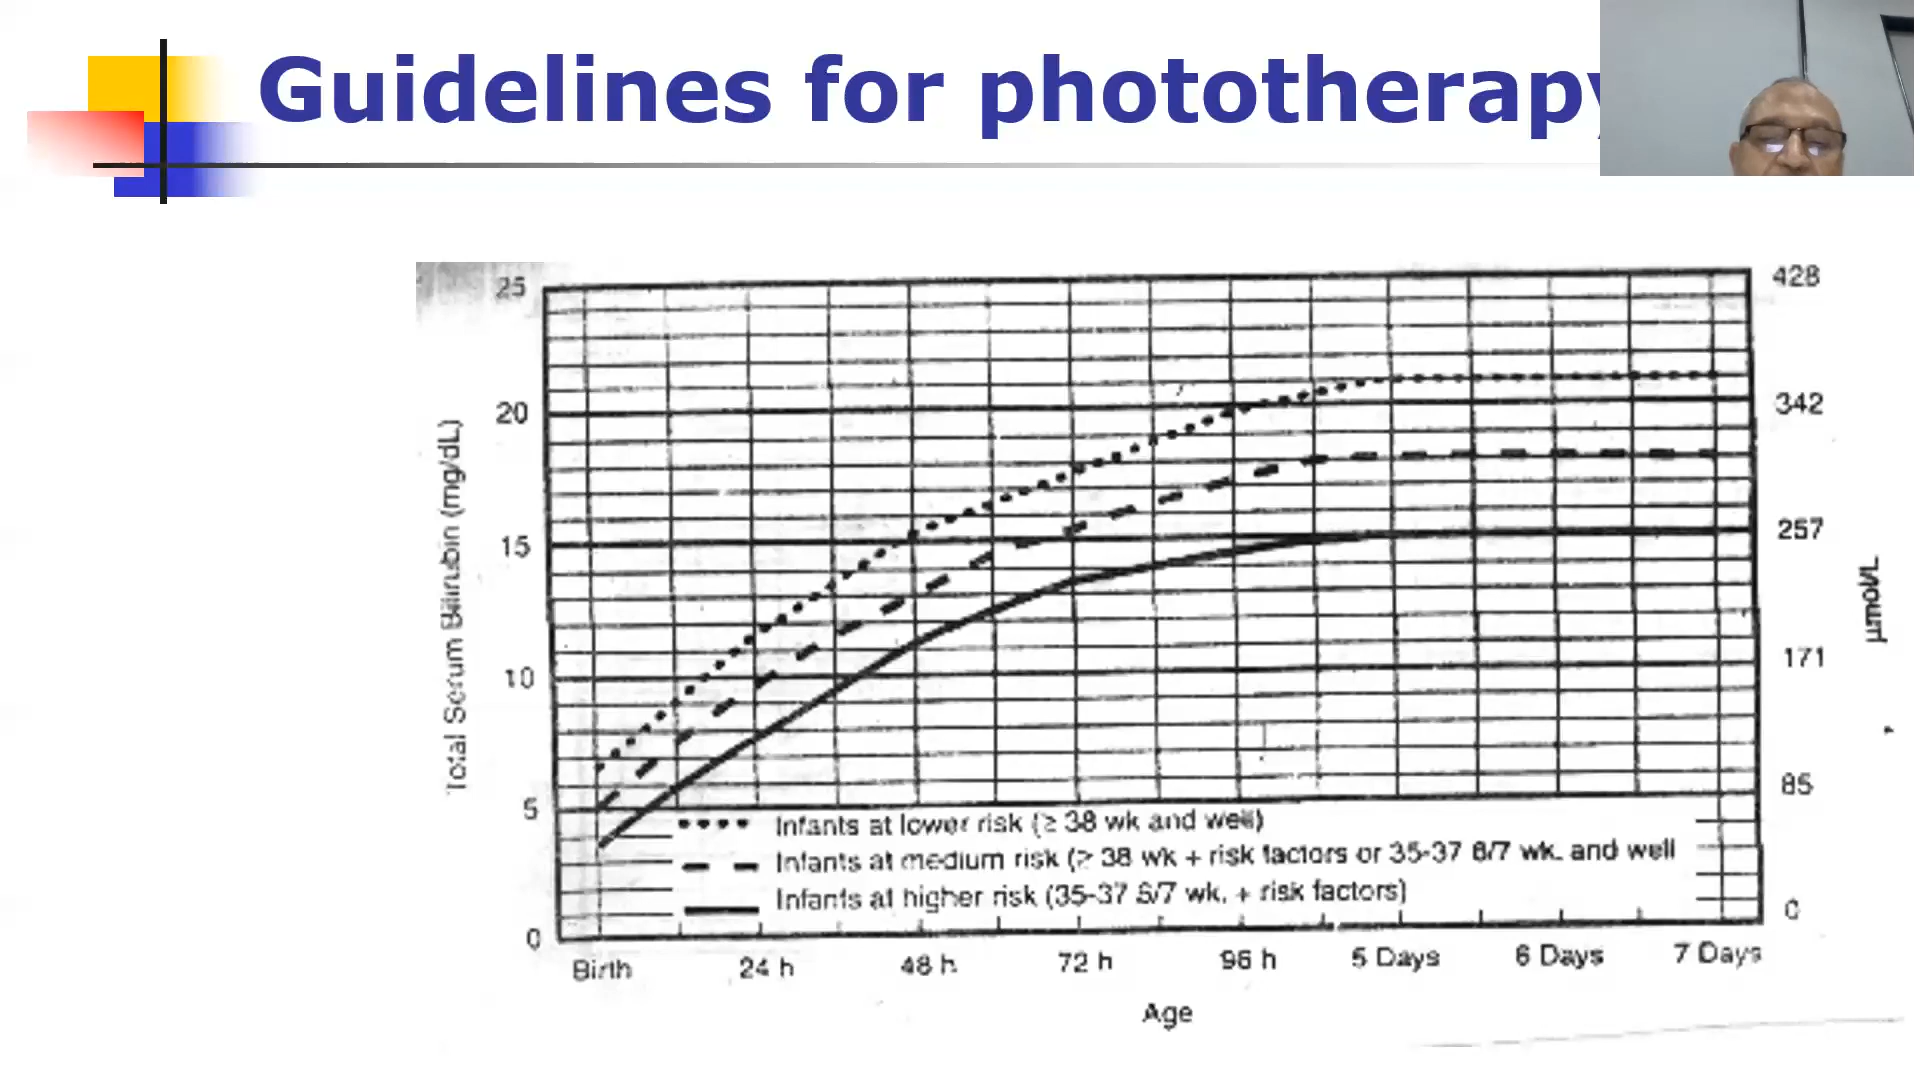 Guidelines for phototherapy
25
20
15
10
5
0
428
342
257
171
85
0
Total Serum Bilirubin (mg/dL)
µmol/L
Infants at lower risk (≥ 38 wk and well)
Infants at medium risk (≥ 38 wk + risk factors or 35-37 6/7 wk. and well
Infants at higher risk (35-37 6/7 wk. + risk factors)
Birth 24 h 48 h 72 h 96 h 5 Days 6 Days 7 Days
Age